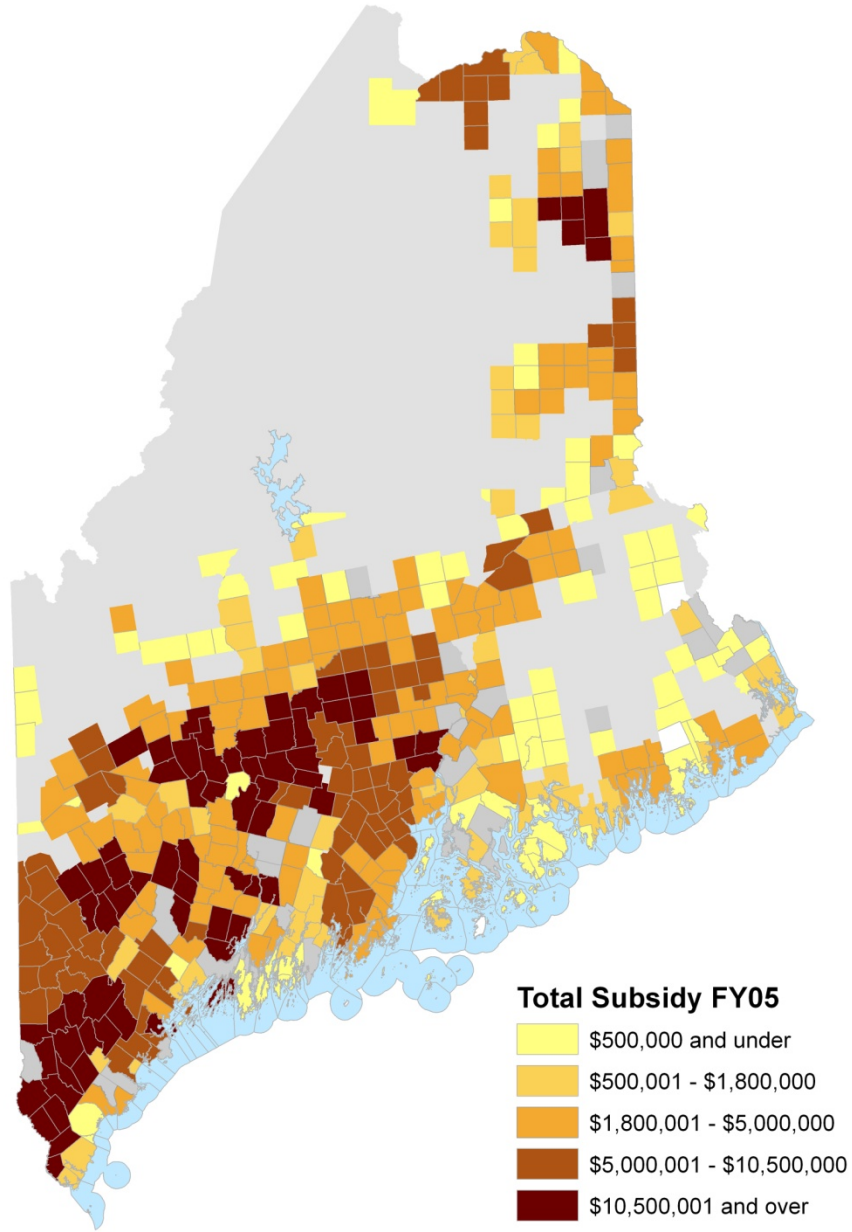 Total Subsidy FY05
$500,000 and under
$500,001 - $1,800,000
$1,800,001 - $5,000,000
$5,000,001 - $10,500,000
$10,500,001 and over